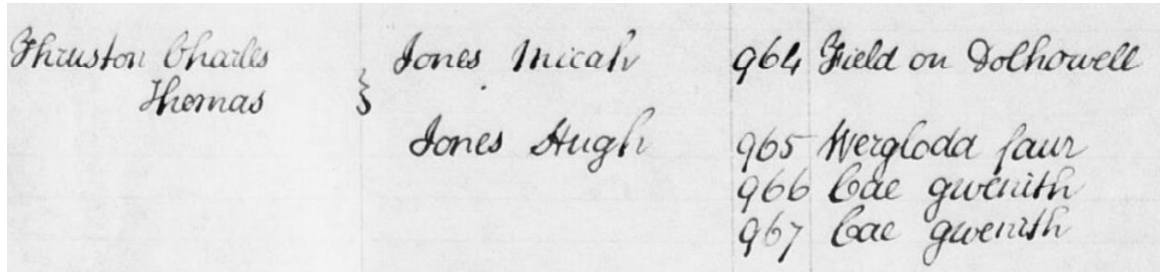 Thruston Charles Jones Micah 964 Field on Dolhowell
Thomas }
Jones Hugh 965 Werglodd faur
966 Cae gwenith
967 Cae gwenith